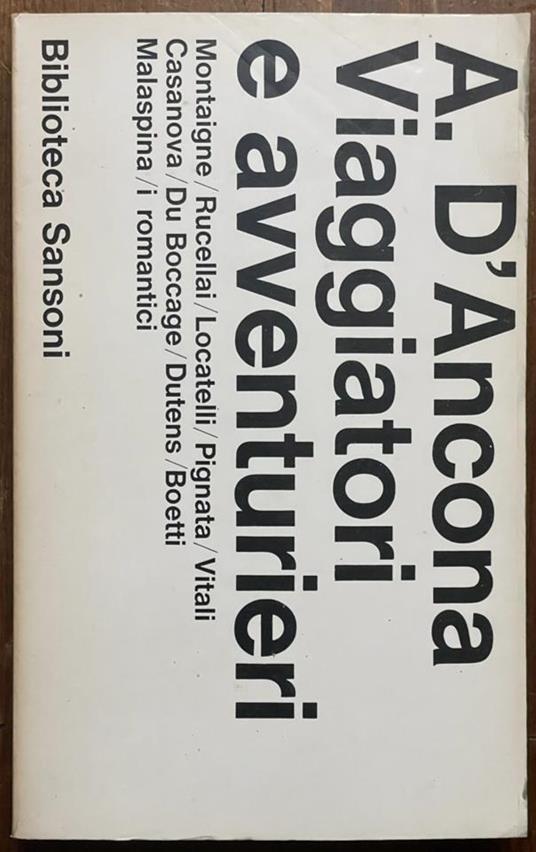 A. D'Ancona
Viaggiatori
e avventurieri
Montaigne/Rucellai/Locatelli/Pignata/Vitali
Casanova/Du Boccage/Dutens/Boetti
Malaspina/i romantici
Biblioteca Sansoni